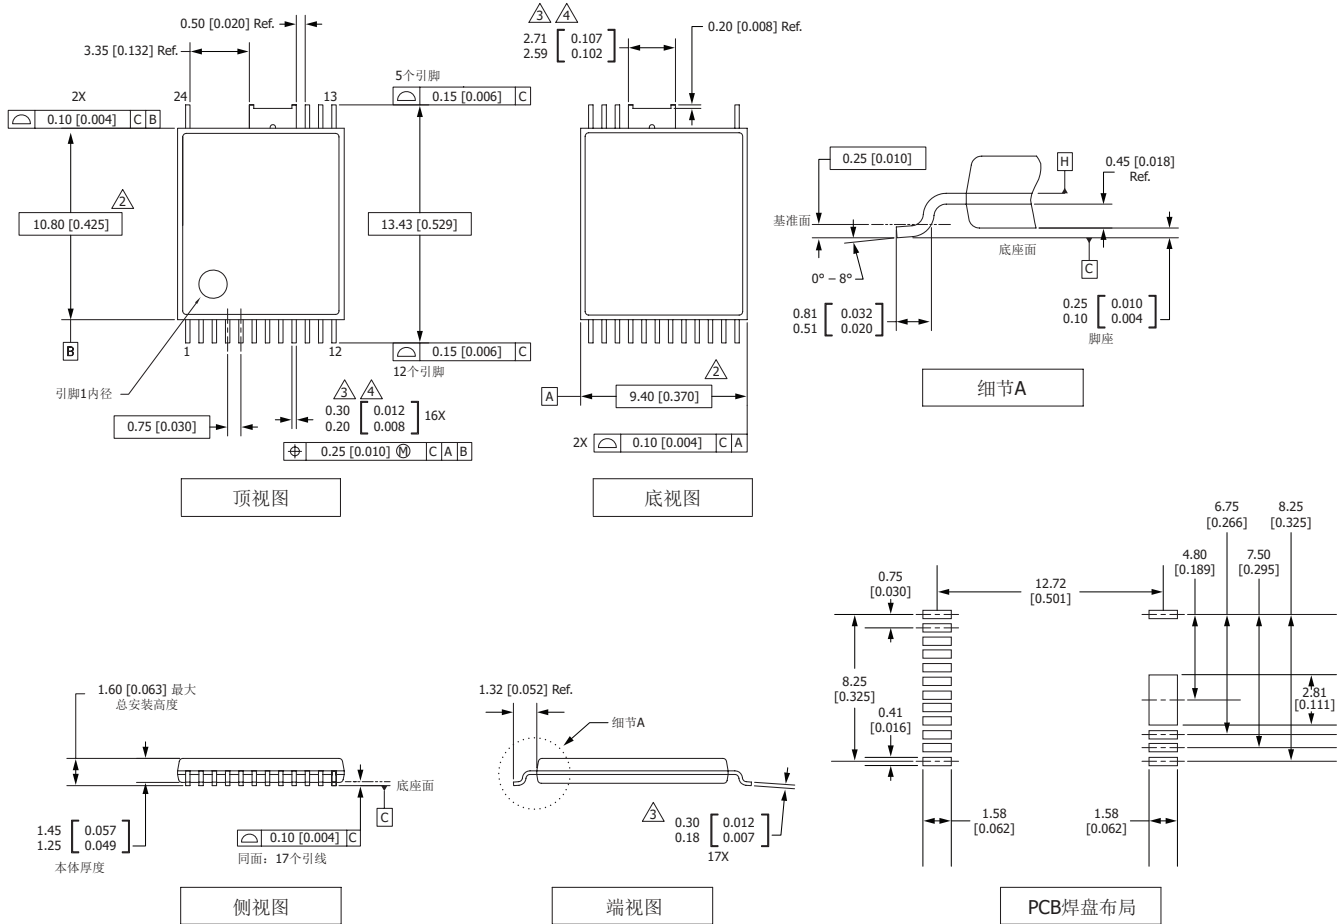 0.50 [0.020] Ref.
3.35 [0.132] Ref.
2X
24
13
0.10 [0.004] C B
5个引脚
0.15 [0.006] C
2
10.80 [0.425]
13.43 [0.529]
B
1
12
0.15 [0.006] C
12个引脚
引脚1内径
0.75 [0.030]
3 4
0.30 [0.012]
0.20 [0.008]
16X
0.25 [0.010] Ⓜ C A B
顶视图
3 4
2.71 [0.107]
2.59 [0.102]
0.20 [0.008] Ref.
2
A
9.40 [0.370]
2X 0.10 [0.004] C A
底视图
0.25 [0.010]
H
0.45 [0.018]
Ref.
基准面
底座面
C
0° – 8°
0.81 [0.032]
0.51 [0.020]
0.25 [0.010]
0.10 [0.004]
脚座
细节A
1.60 [0.063] 最大
总安装高度
底座面
C
1.45 [0.057]
1.25 [0.049]
本体厚度
0.10 [0.004] C
同面：17个引线
侧视图
1.32 [0.052] Ref.
细节A
3
0.30 [0.012]
0.18 [0.007]
17X
端视图
6.75
[0.266]
8.25
[0.325]
4.80
[0.189]
7.50
[0.295]
0.75
[0.030]
12.72
[0.501]
8.25
[0.325]
2.81
[0.111]
0.41
[0.016]
1.58
[0.062]
1.58
[0.062]
PCB焊盘布局